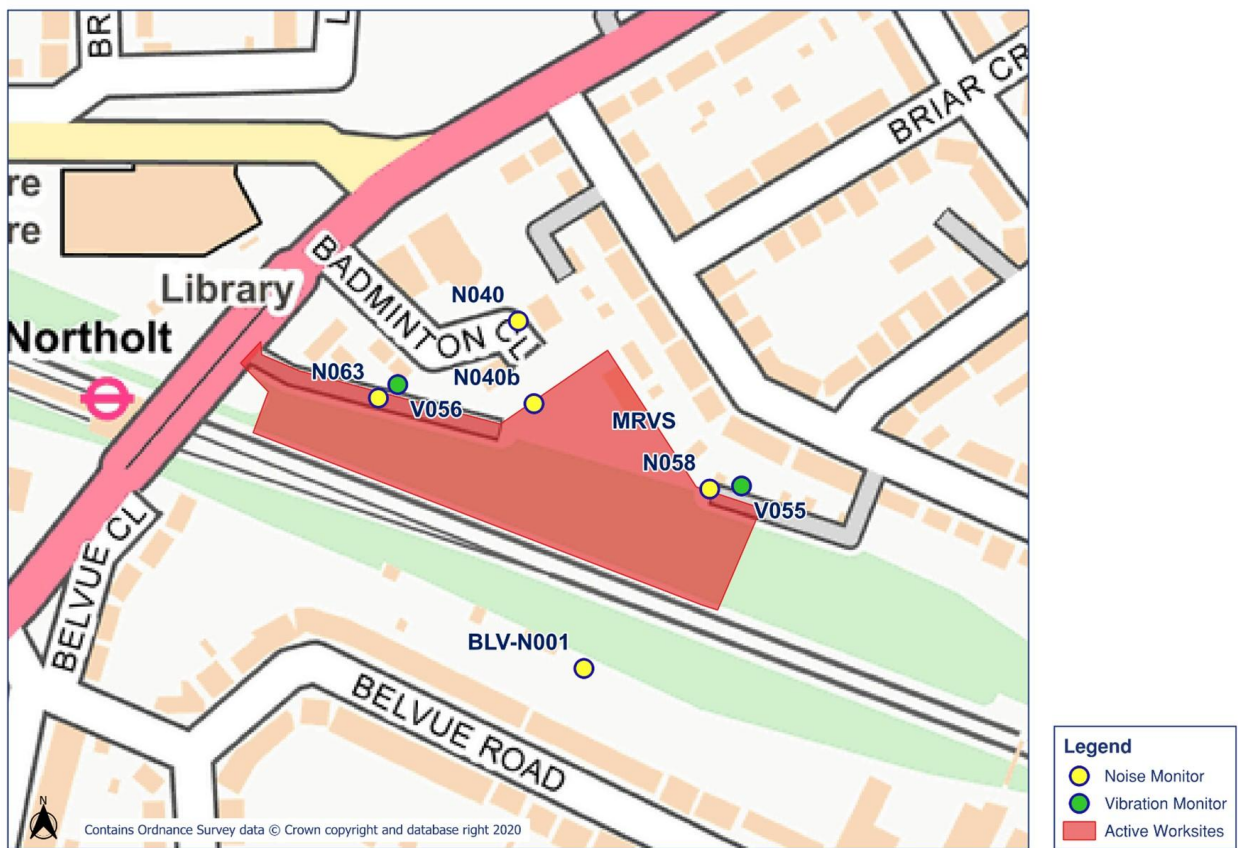 BR
L
BRIAR CR
re
re
BADMINTON CL
Library
N040
Northolt
N063
N040b
V056
MRVS
N058
V055
BELVUE CL
BLV-N001
BELVUE ROAD
N
Contains Ordnance Survey data © Crown copyright and database right 2020
Legend
Noise Monitor
Vibration Monitor
Active Worksites